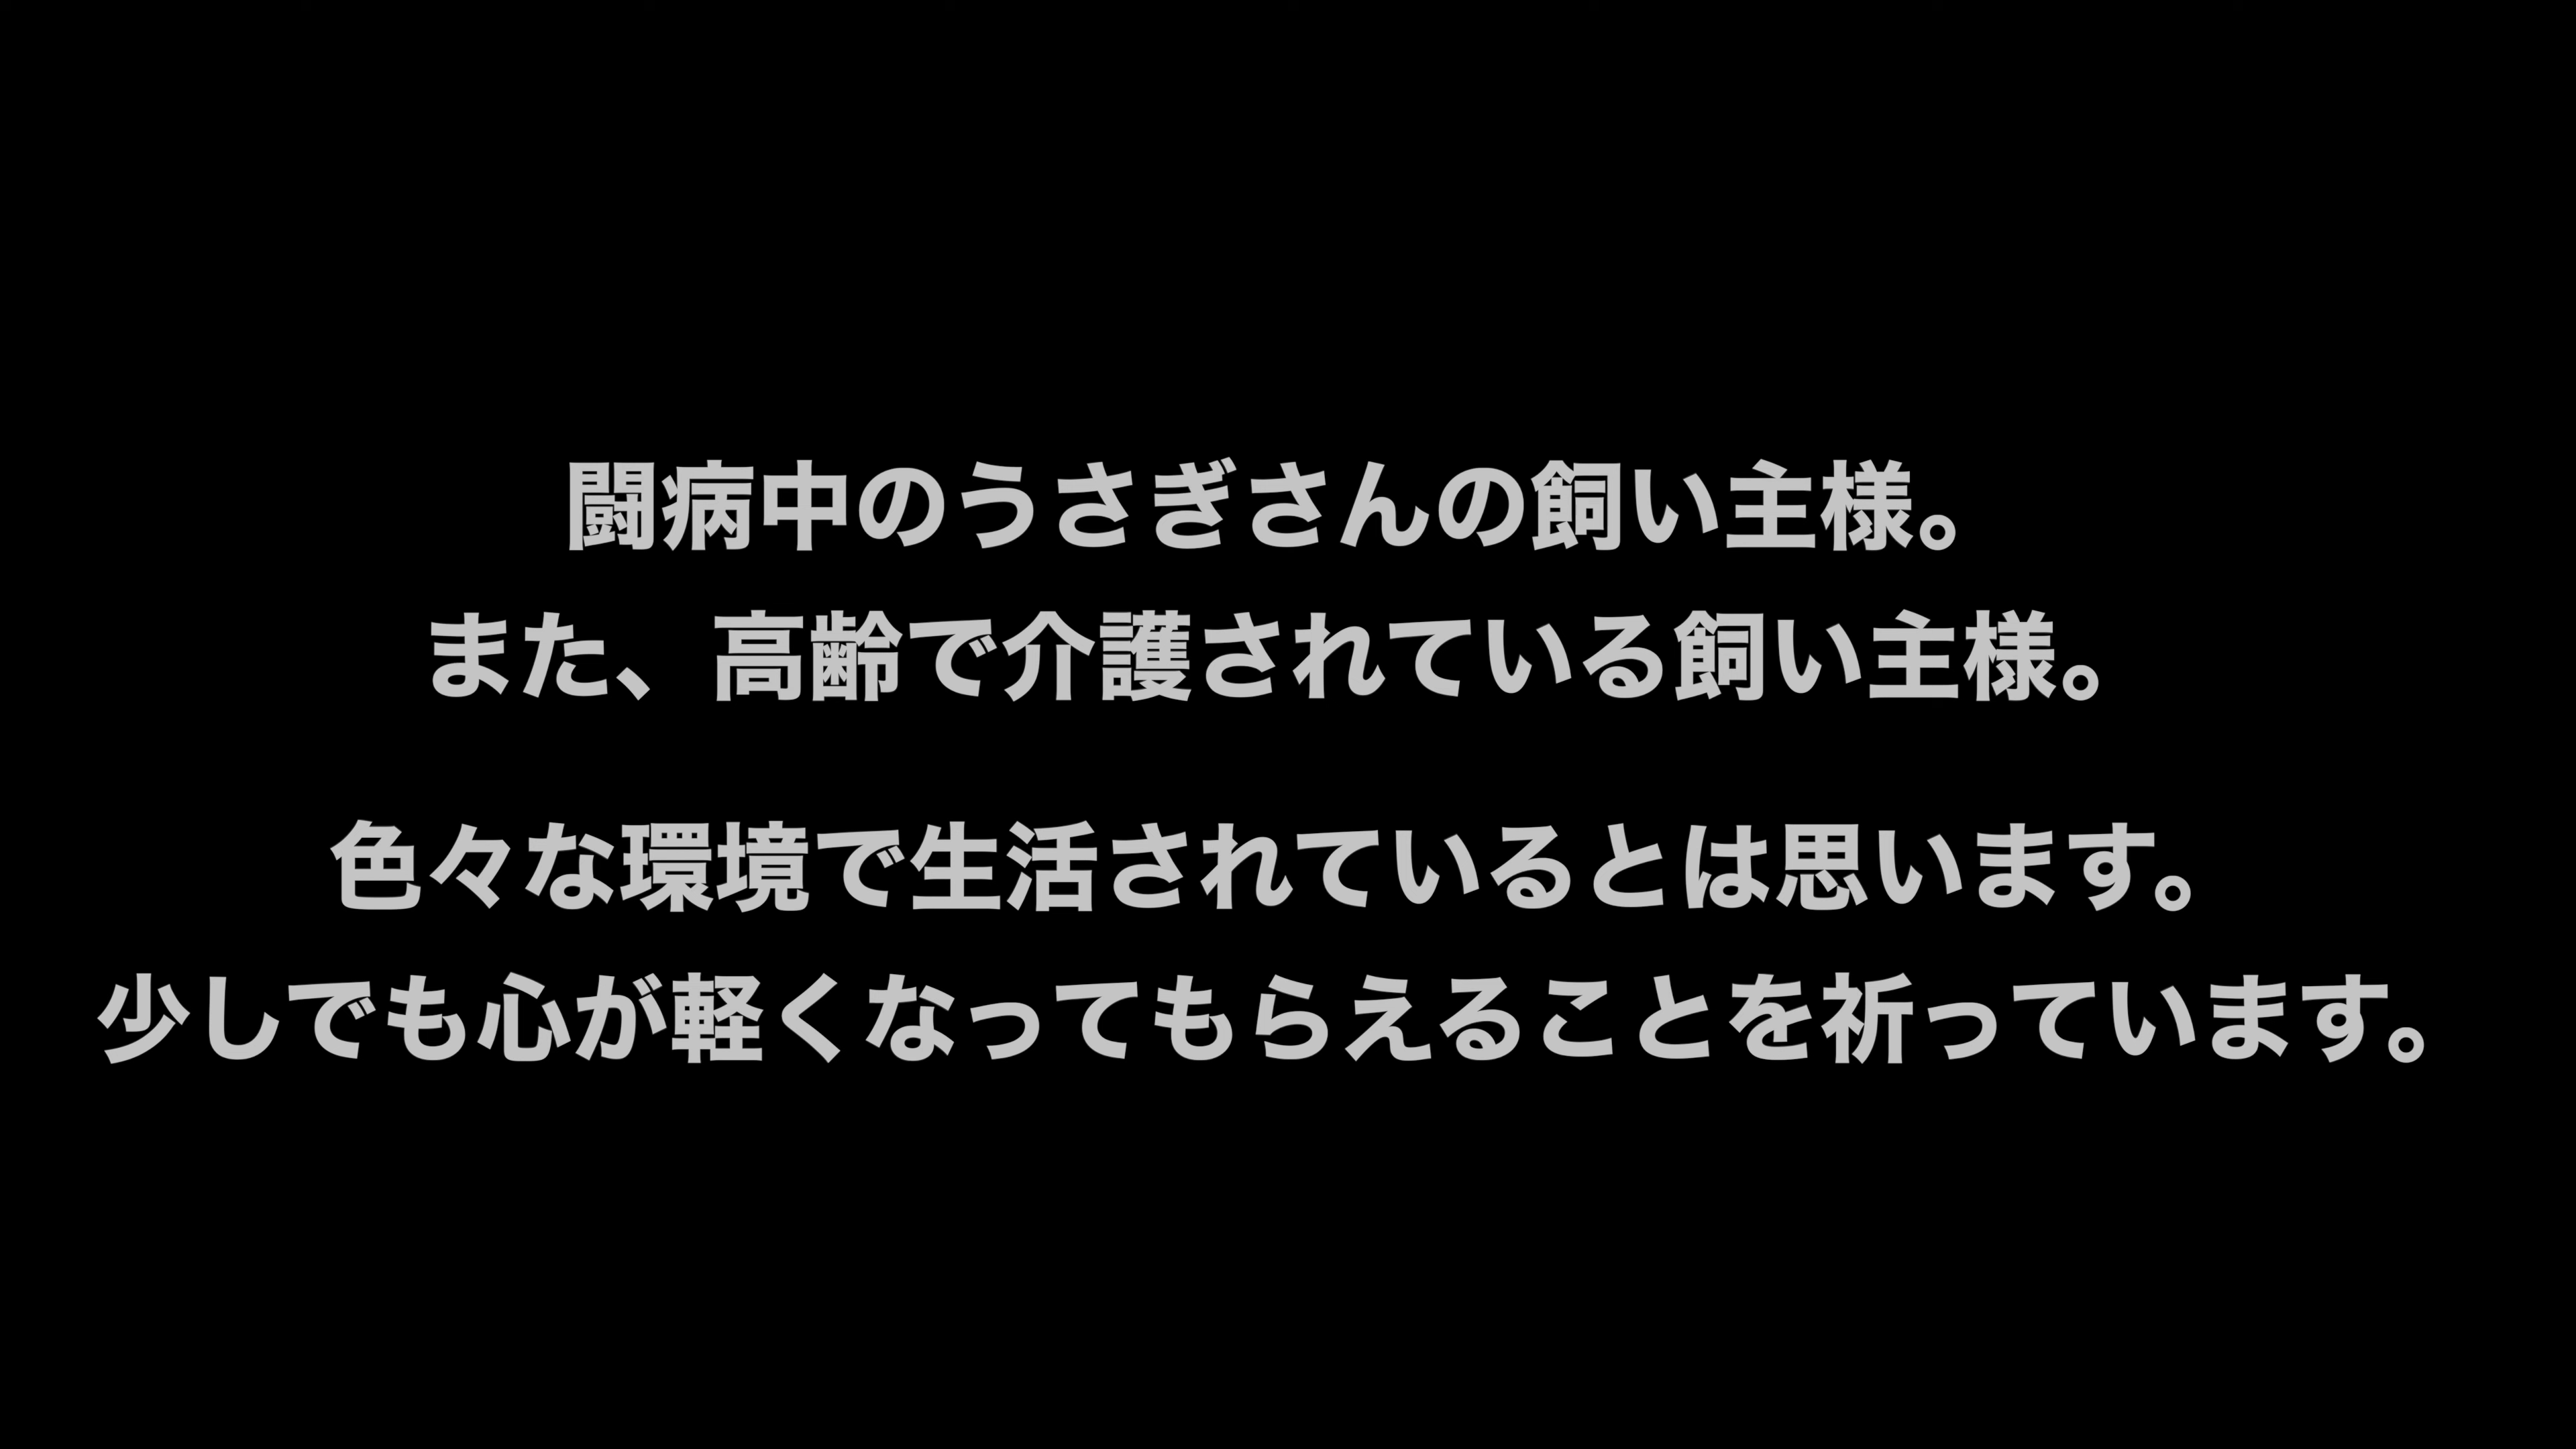 闘病中のうさぎさんの飼い主様。
また、高齢で介護されている飼い主様。
色々な環境で生活されているとは思います。
少しでも心が軽くなってもらえることを祈っています。